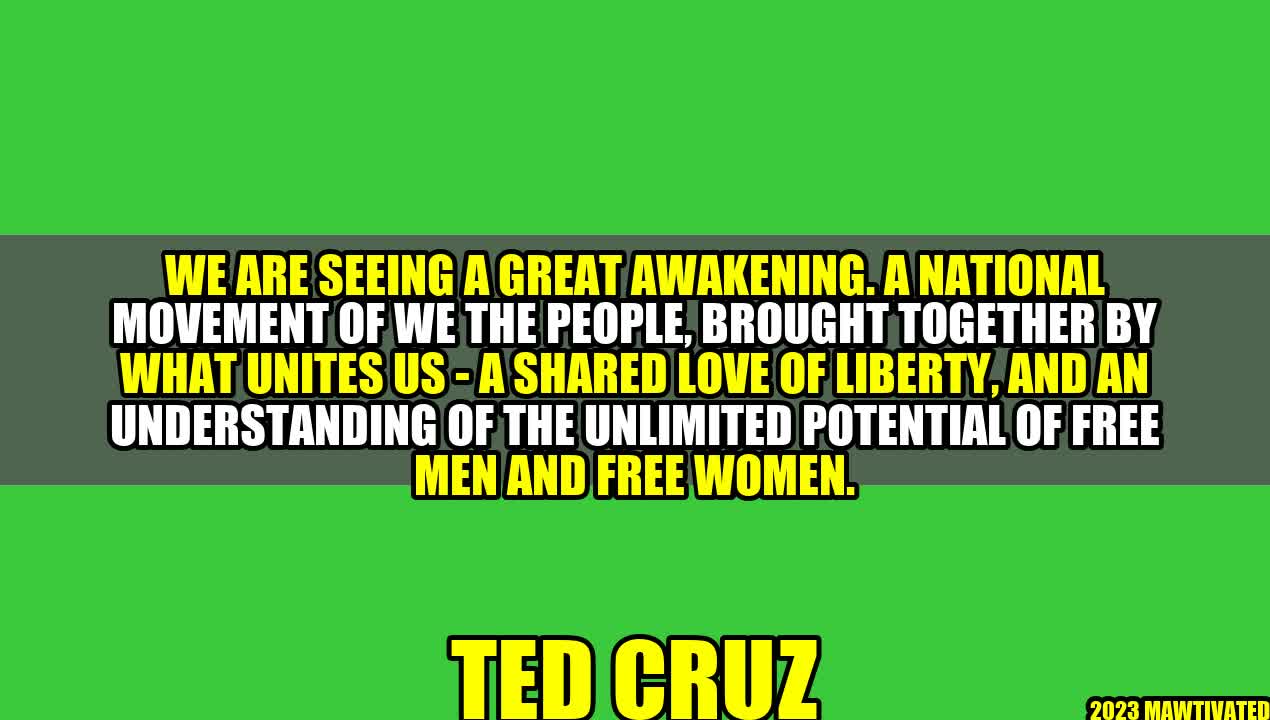 WE ARE SEEING A GREAT AWAKENING. A NATIONAL
MOVEMENT OF WE THE PEOPLE, BROUGHT TOGETHER BY
WHAT UNITES US - A SHARED LOVE OF LIBERTY, AND AN
UNDERSTANDING OF THE UNLIMITED POTENTIAL OF FREE
MEN AND FREE WOMEN.
TED CRUZ
2023 MAWTIVATED